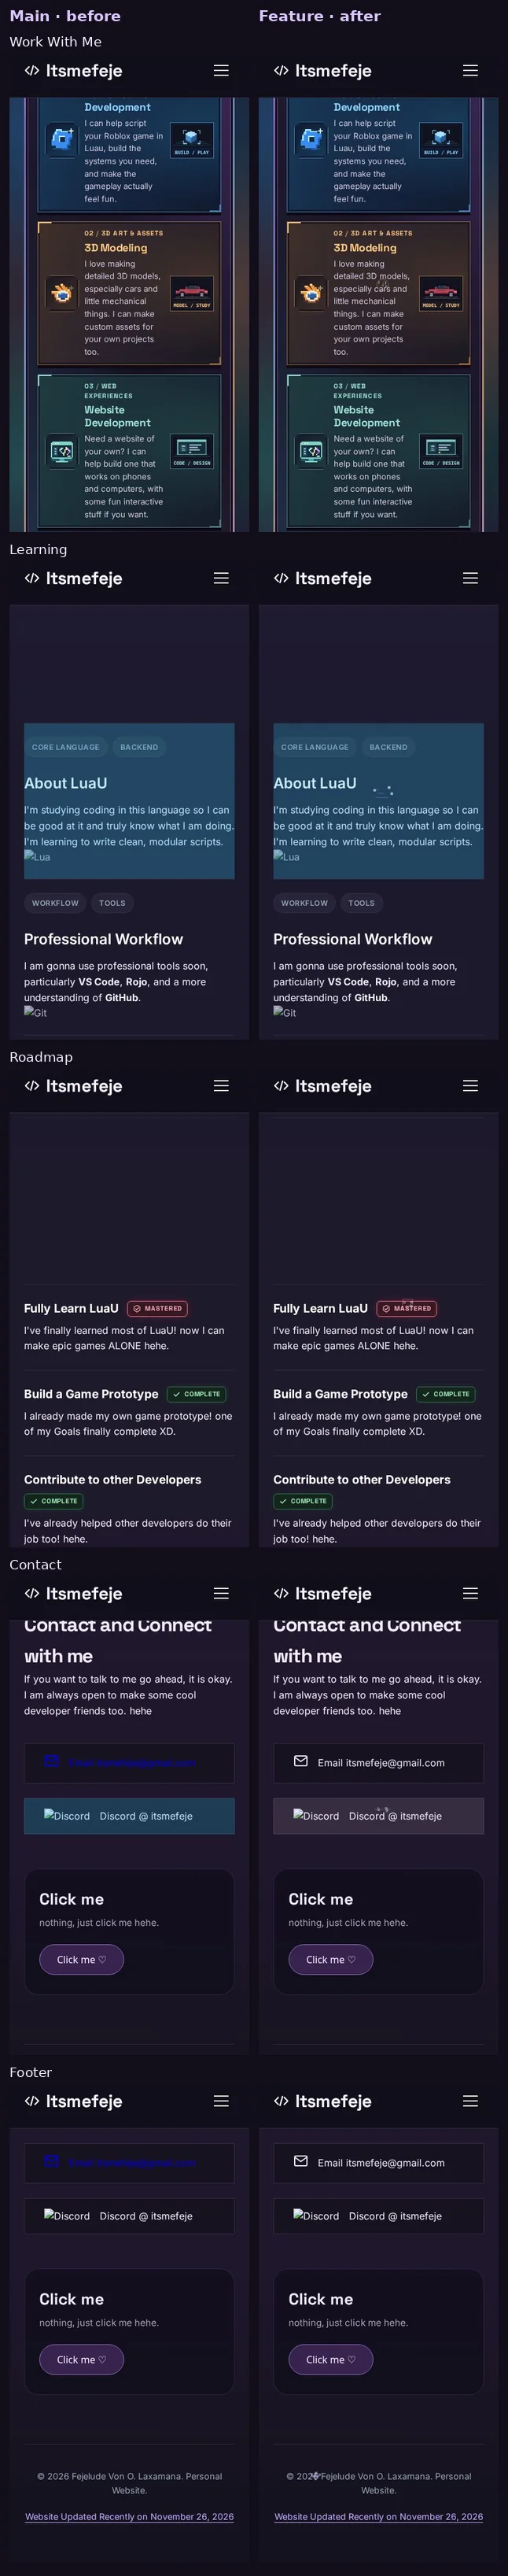 Main · before
Feature · after
Work With Me
Itsmefeje
Itsmefeje
Development
I can help script
your Roblox game in
Luau, build the
systems you need,
and make the
gameplay actually
feel fun.
BUILD / PLAY
02 / 3D ART & ASSETS
3D Modeling
I love making
detailed 3D models,
especially cars and
little mechanical
things. I can make
custom assets for
your own projects
too.
MODEL / STUDY
03 / WEB
EXPERIENCES
Website
Development
Need a website of
your own? I can
help build one that
works on phones
and computers, with
some fun interactive
stuff if you want.
CODE / DESIGN
Development
I can help script
your Roblox game in
Luau, build the
systems you need,
and make the
gameplay actually
feel fun.
BUILD / PLAY
02 / 3D ART & ASSETS
3D Modeling
I love making
detailed 3D models,
especially cars and
little mechanical
things. I can make
custom assets for
your own projects
too.
MODEL / STUDY
03 / WEB
EXPERIENCES
Website
Development
Need a website of
your own? I can
help build one that
works on phones
and computers, with
some fun interactive
stuff if you want.
CODE / DESIGN
Learning
Itsmefeje
Itsmefeje
CORE LANGUAGE BACKEND
About LuaU
I'm studying coding in this language so I can
be good at it and truly know what I am doing.
I'm learning to write clean, modular scripts.
Lua
WORKFLOW TOOLS
Professional Workflow
I am gonna use professional tools soon,
particularly VS Code, Rojo, and a more
understanding of GitHub.
Git
CORE LANGUAGE BACKEND
About LuaU
I'm studying coding in this language so I can
be good at it and truly know what I am doing.
I'm learning to write clean, modular scripts.
Lua
WORKFLOW TOOLS
Professional Workflow
I am gonna use professional tools soon,
particularly VS Code, Rojo, and a more
understanding of GitHub.
Git
Roadmap
Itsmefeje
Itsmefeje
Fully Learn LuaU MASTERED
I've finally learned most of LuaU! now I can
make epic games ALONE hehe.
Build a Game Prototype COMPLETE
I already made my own game prototype! one
of my Goals finally complete XD.
Contribute to other Developers
COMPLETE
I've already helped other developers do their
job too! hehe.
Fully Learn LuaU MASTERED
I've finally learned most of LuaU! now I can
make epic games ALONE hehe.
Build a Game Prototype COMPLETE
I already made my own game prototype! one
of my Goals finally complete XD.
Contribute to other Developers
COMPLETE
I've already helped other developers do their
job too! hehe.
Contact
Itsmefeje
Itsmefeje
Contact and Connect
with me
If you want to talk to me go ahead, it is okay.
I am always open to make some cool
developer friends too. hehe
Email itsmefeje@gmail.com
Discord Discord @ itsmefeje
Click me
nothing, just click me hehe.
Click me ♡
Contact and Connect
with me
If you want to talk to me go ahead, it is okay.
I am always open to make some cool
developer friends too. hehe
Email itsmefeje@gmail.com
Discord Discord @ itsmefeje
Click me
nothing, just click me hehe.
Click me ♡
Footer
Itsmefeje
Itsmefeje
Email itsmefeje@gmail.com
Discord Discord @ itsmefeje
Click me
nothing, just click me hehe.
Click me ♡
© 2026 Fejelude Von O. Laxamana. Personal
Website.
Website Updated Recently on November 26, 2026
Email itsmefeje@gmail.com
Discord Discord @ itsmefeje
Click me
nothing, just click me hehe.
Click me ♡
© 2026 Fejelude Von O. Laxamana. Personal
Website.
Website Updated Recently on November 26, 2026